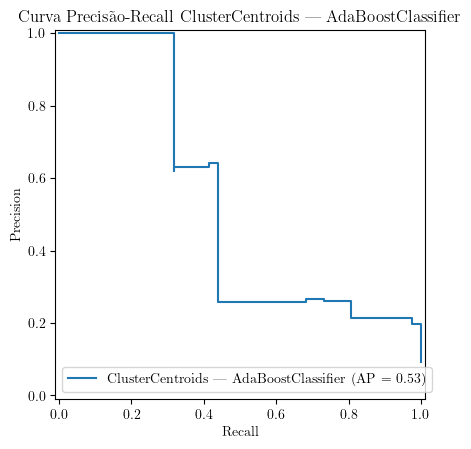 Curva Precisão-Recall ClusterCentroids — AdaBoostClassifier
1.0
0.8
0.6
0.4
0.2
0.0
Precision
ClusterCentroids — AdaBoostClassifier (AP = 0.53)
0.0 0.2 0.4 0.6 0.8 1.0
Recall